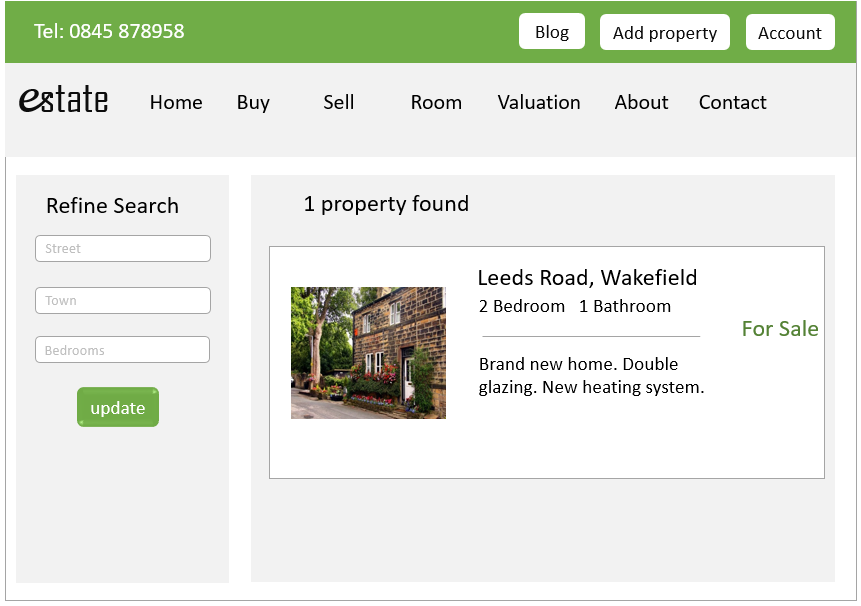 Tel: 0845 878958
Blog
Add property
Account
estate
Home
Buy
Sell
Room
Valuation
About
Contact
Refine Search
Street
Town
Bedrooms
update
1 property found
Leeds Road, Wakefield
2 Bedroom 1 Bathroom
For Sale
Brand new home. Double
glazing. New heating system.